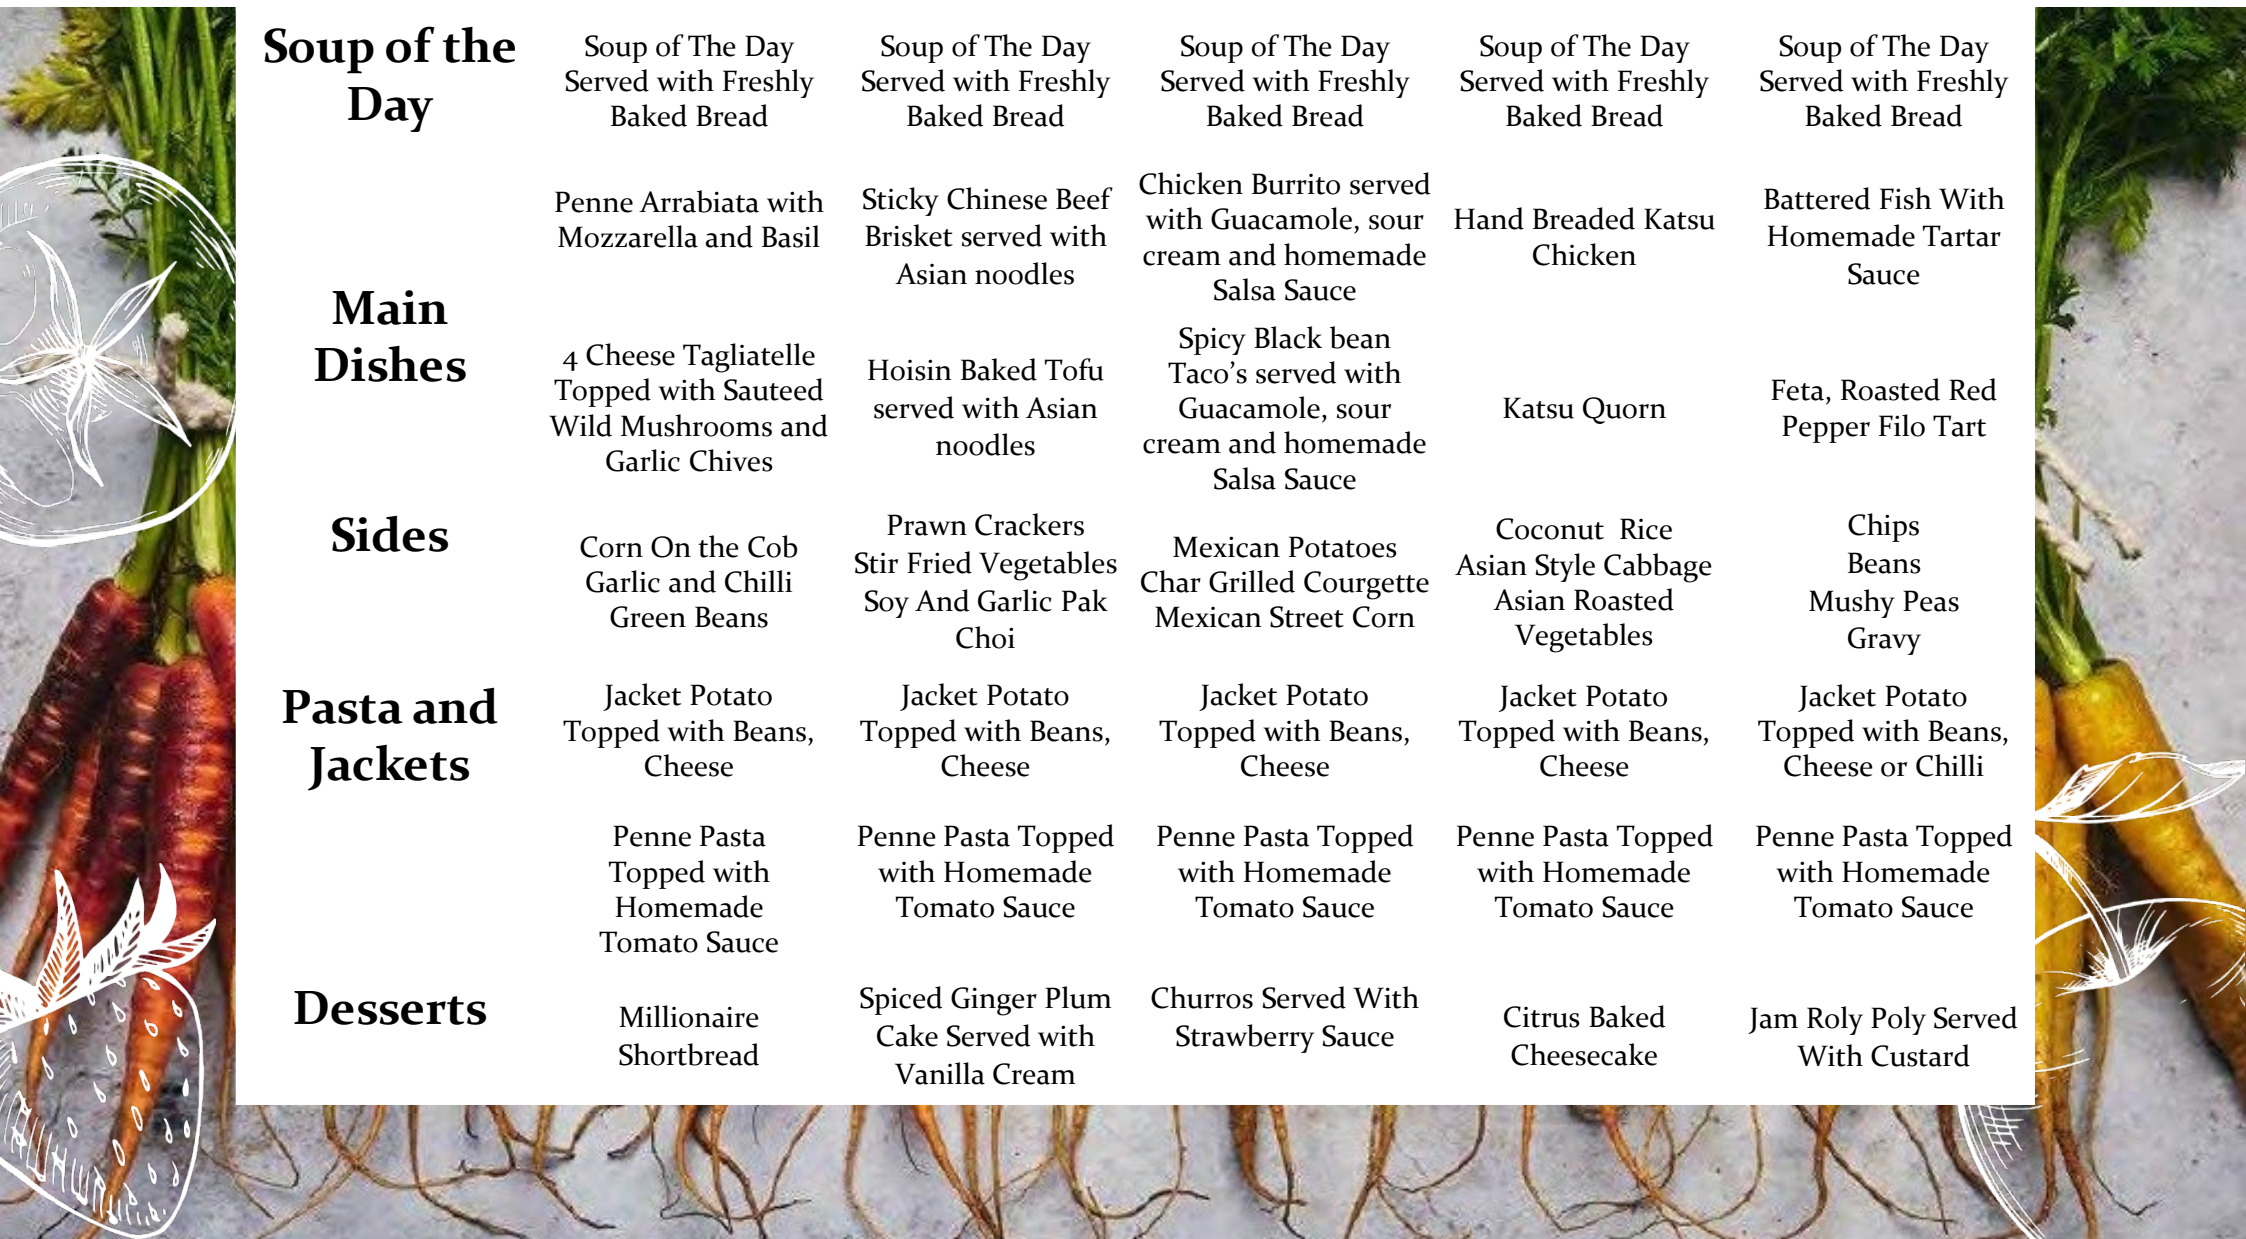 Soup of the
Day
Soup of The Day
Served with Freshly
Baked Bread
Soup of The Day
Served with Freshly
Baked Bread
Soup of The Day
Served with Freshly
Baked Bread
Soup of The Day
Served with Freshly
Baked Bread
Soup of The Day
Served with Freshly
Baked Bread
Main
Dishes
Penne Arrabiata with
Mozzarella and Basil
Sticky Chinese Beef
Brisket served with
Asian noodles
Chicken Burrito served
with Guacamole, sour
cream and homemade
Salsa Sauce
Hand Breaded Katsu
Chicken
Battered Fish With
Homemade Tartar
Sauce
4 Cheese Tagliatelle
Topped with Sauteed
Wild Mushrooms and
Garlic Chives
Hoisin Baked Tofu
served with Asian
noodles
Spicy Black bean
Taco’s served with
Guacamole, sour
cream and homemade
Salsa Sauce
Katsu Quorn
Feta, Roasted Red
Pepper Filo Tart
Sides
Corn On the Cob
Garlic and Chilli
Green Beans
Prawn Crackers
Stir Fried Vegetables
Soy And Garlic Pak
Choi
Mexican Potatoes
Char Grilled Courgette
Mexican Street Corn
Coconut  Rice
Asian Style Cabbage
Asian Roasted
Vegetables
Chips
Beans
Mushy Peas
Gravy
Pasta and
Jackets
Jacket Potato
Topped with Beans,
Cheese
Jacket Potato
Topped with Beans,
Cheese
Jacket Potato
Topped with Beans,
Cheese
Jacket Potato
Topped with Beans,
Cheese
Jacket Potato
Topped with Beans,
Cheese or Chilli
Penne Pasta
Topped with
Homemade
Tomato Sauce
Penne Pasta Topped
with Homemade
Tomato Sauce
Penne Pasta Topped
with Homemade
Tomato Sauce
Penne Pasta Topped
with Homemade
Tomato Sauce
Penne Pasta Topped
with Homemade
Tomato Sauce
Desserts
Millionaire
Shortbread
Spiced Ginger Plum
Cake Served with
Vanilla Cream
Churros Served With
Strawberry Sauce
Citrus Baked
Cheesecake
Jam Roly Poly Served
With Custard